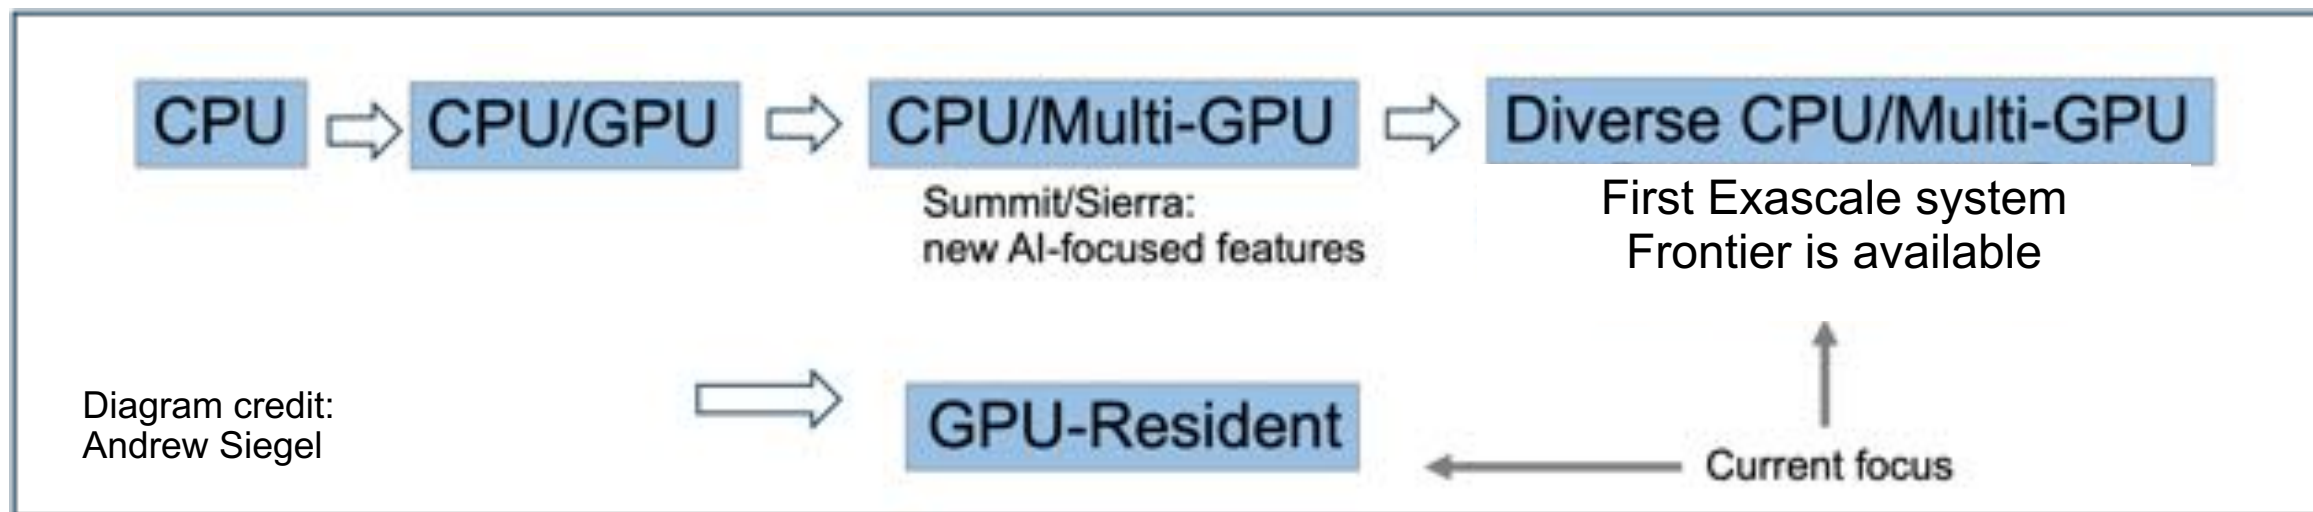 CPU
CPU/GPU
CPU/Multi-GPU
Diverse CPU/Multi-GPU
Summit/Sierra:
new AI-focused features
First Exascale system
Frontier is available
Diagram credit:
Andrew Siegel
GPU-Resident
Current focus